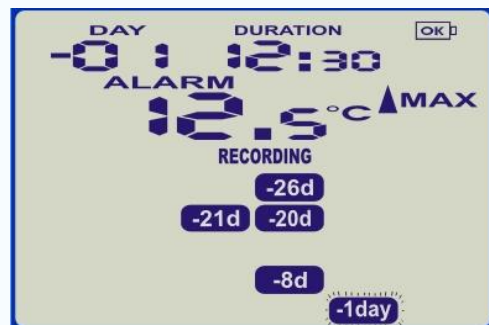 DAY DURATION OK
-01 12:30
ALARM
12.5°C MAX
RECORDING
-26d
-21d -20d
-8d
-1day